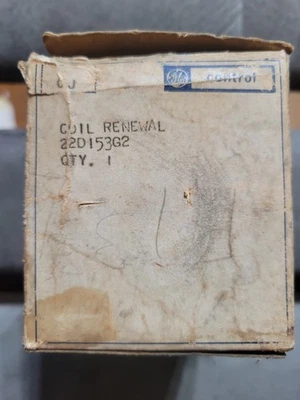 GE control
COIL RENEWAL
22D153G2
QTY. 1